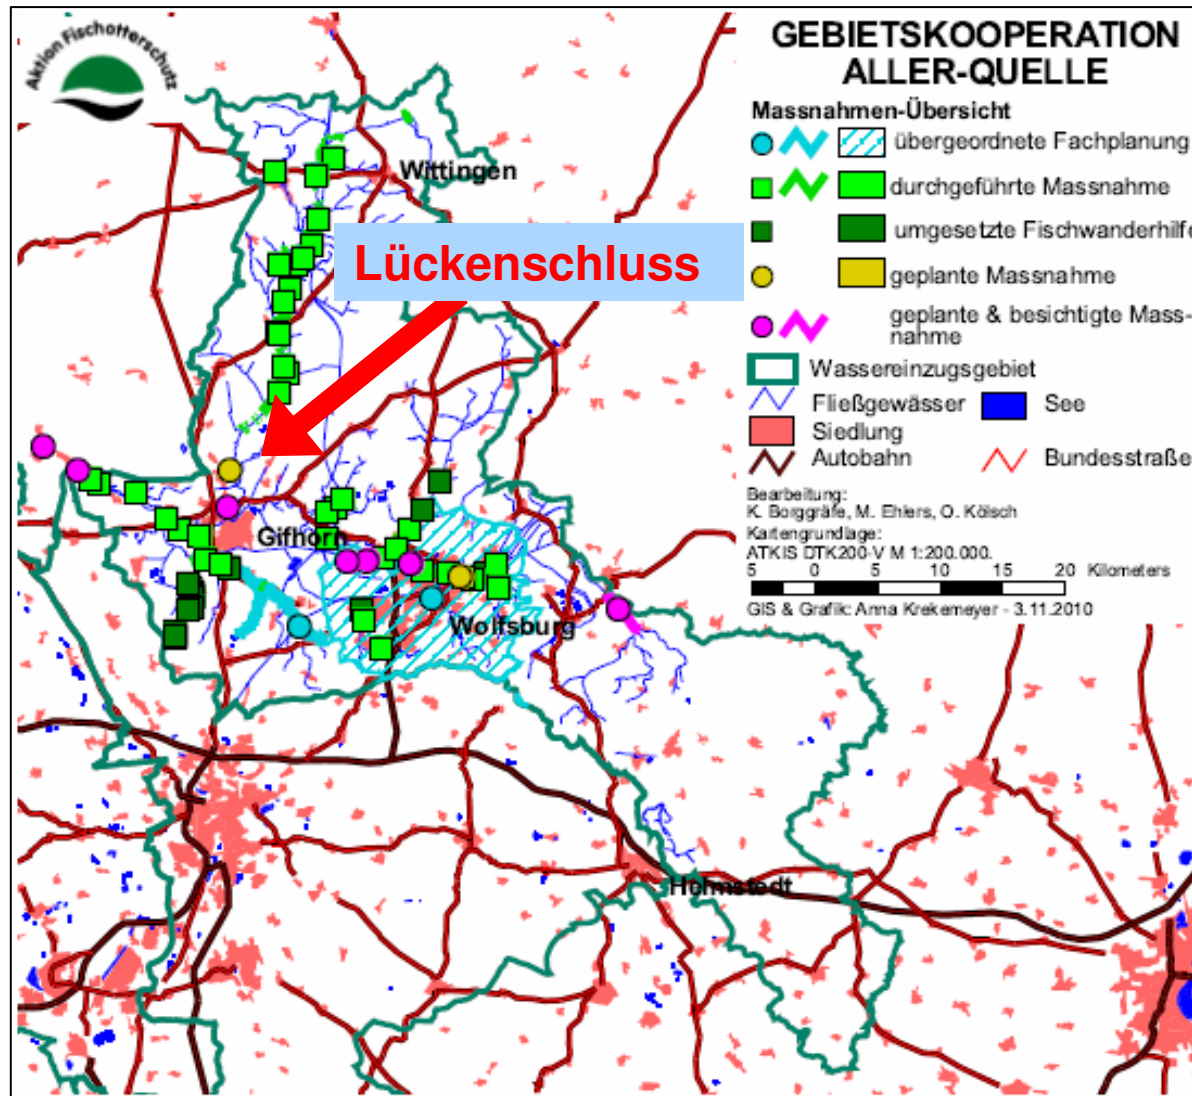 Aktion Fischotterschutz
GEBIETSKOOPERATION
ALLER-QUELLE
Massnahmen-Übersicht
übergeordnete Fachplanung
durchgeführte Massnahme
umgesetzte Fischwanderhilfe
geplante Massnahme
geplante & besichtigte Mass-
nahme
Wassereinzugsgebiet
Fließgewässer
See
Siedlung
Autobahn
Bundesstraße
Bearbeitung:
K. Borggräfe, M. Ehlers, O. Kölsch
Kartengrundlage:
ATKIS DTK200-V M 1:200.000.
5 0 5 10 15 20 Kilometers
GIS & Grafik: Anna Krekemeyer - 3.11.2010
Wittingen
Lückenschluss
Gifhorn
Wolfsburg
Helmstedt